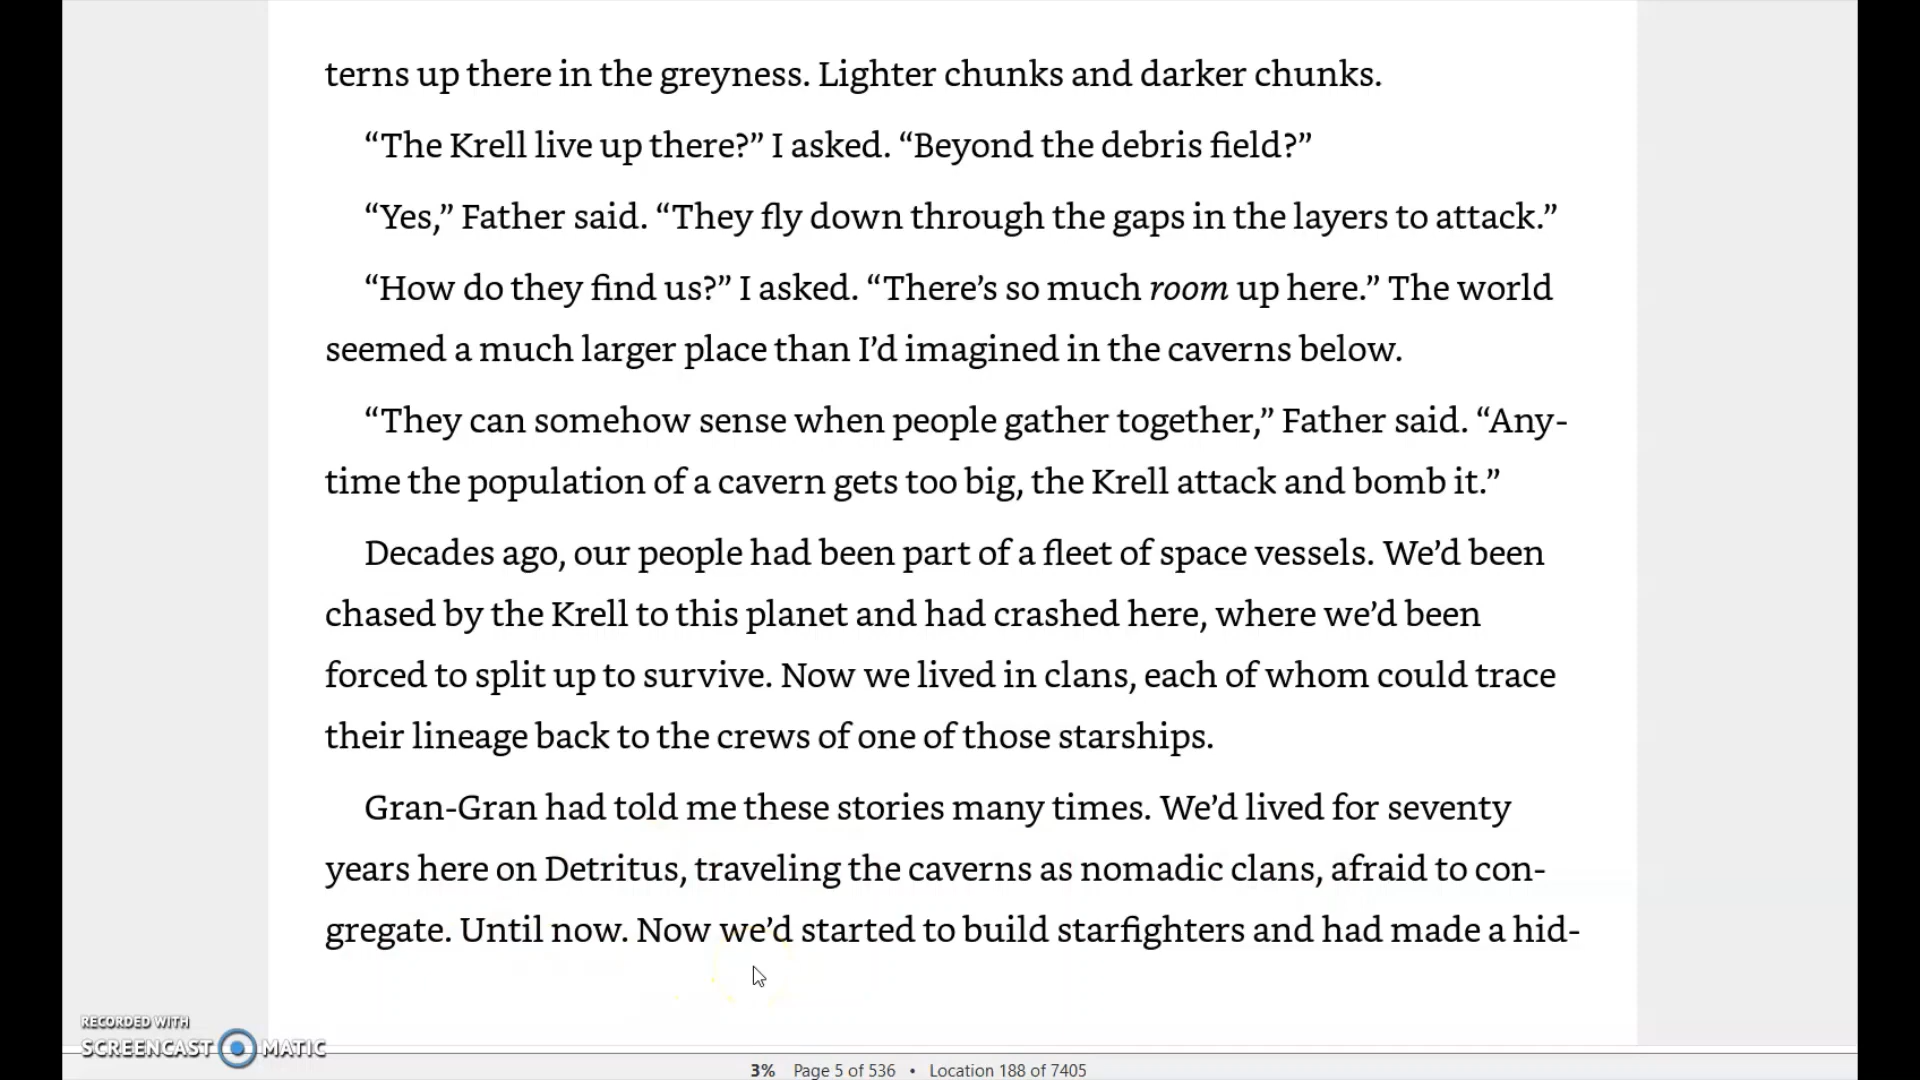 terns up there in the greyness. Lighter chunks and darker chunks.
“The Krell live up there?” I asked. “Beyond the debris field?”
“Yes,” Father said. “They fly down through the gaps in the layers to attack.”
“How do they find us?” I asked. “There’s so much room up here.” The world
seemed a much larger place than I’d imagined in the caverns below.
“They can somehow sense when people gather together,” Father said. “Any-
time the population of a cavern gets too big, the Krell attack and bomb it.”
Decades ago, our people had been part of a fleet of space vessels. We’d been
chased by the Krell to this planet and had crashed here, where we’d been
forced to split up to survive. Now we lived in clans, each of whom could trace
their lineage back to the crews of one of those starships.
Gran-Gran had told me these stories many times. We’d lived for seventy
years here on Detritus, traveling the caverns as nomadic clans, afraid to con-
gregate. Until now. Now we’d started to build starfighters and had made a hid-
RECORDED WITH
SCREENCAST MATIC
3% Page 5 of 536 • Location 188 of 7405